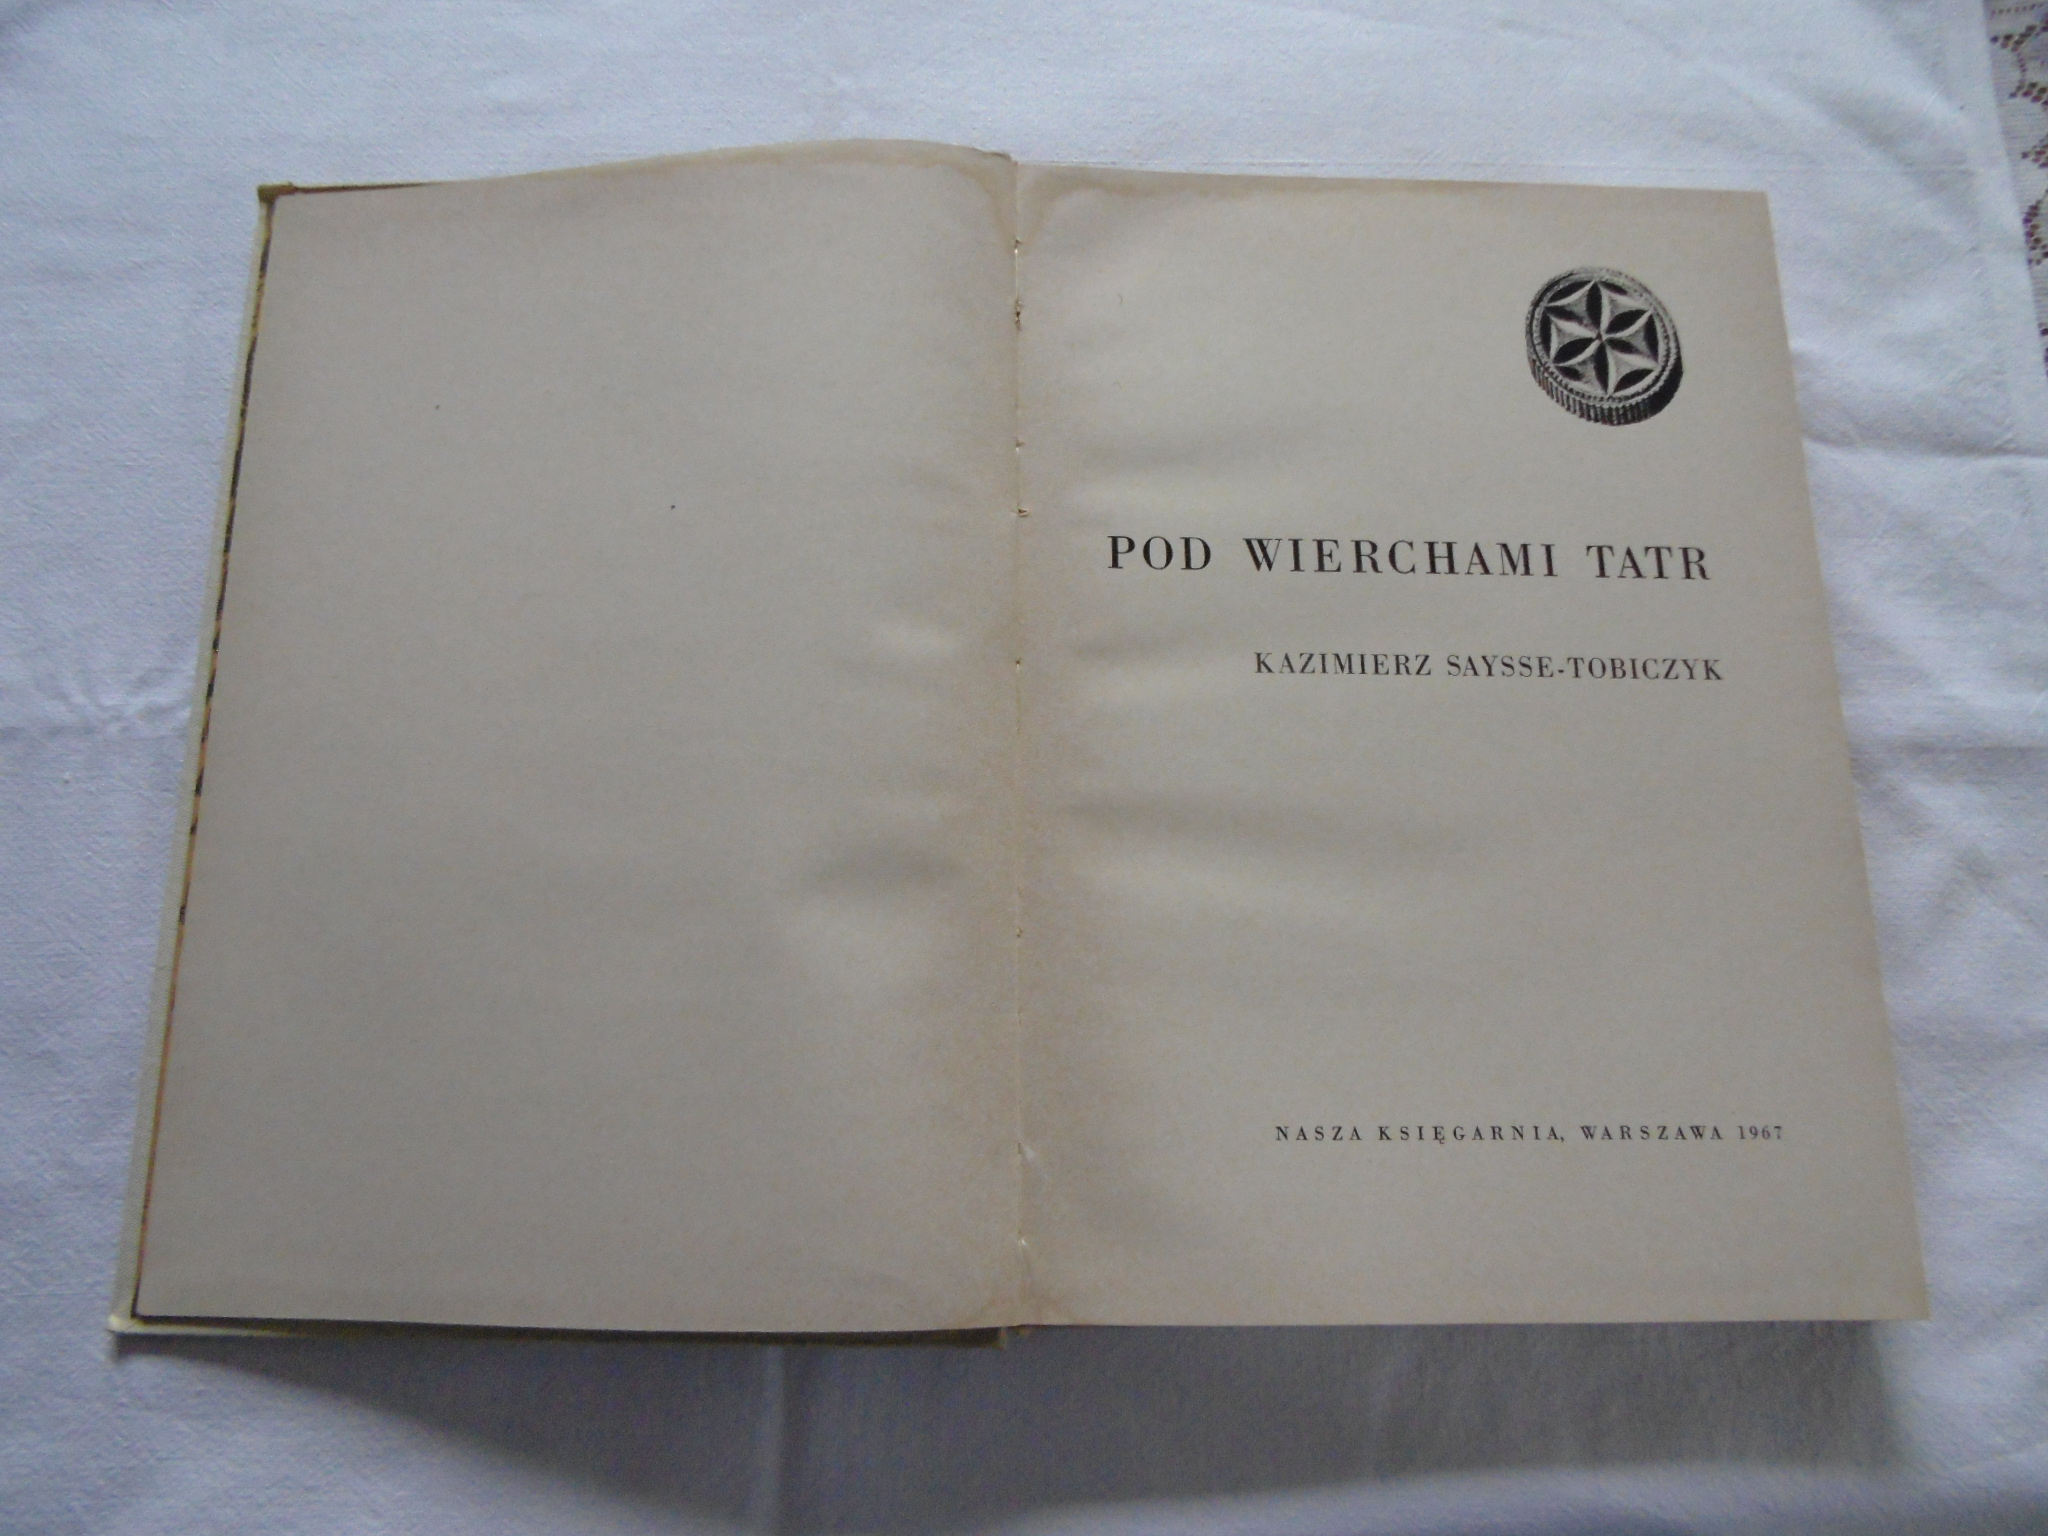 POD WIERCHAMI TATR
KAZIMIERZ SAYSSE-TOBICZYK
NASZA KSIĘGARNIA, WARSZAWA 1967